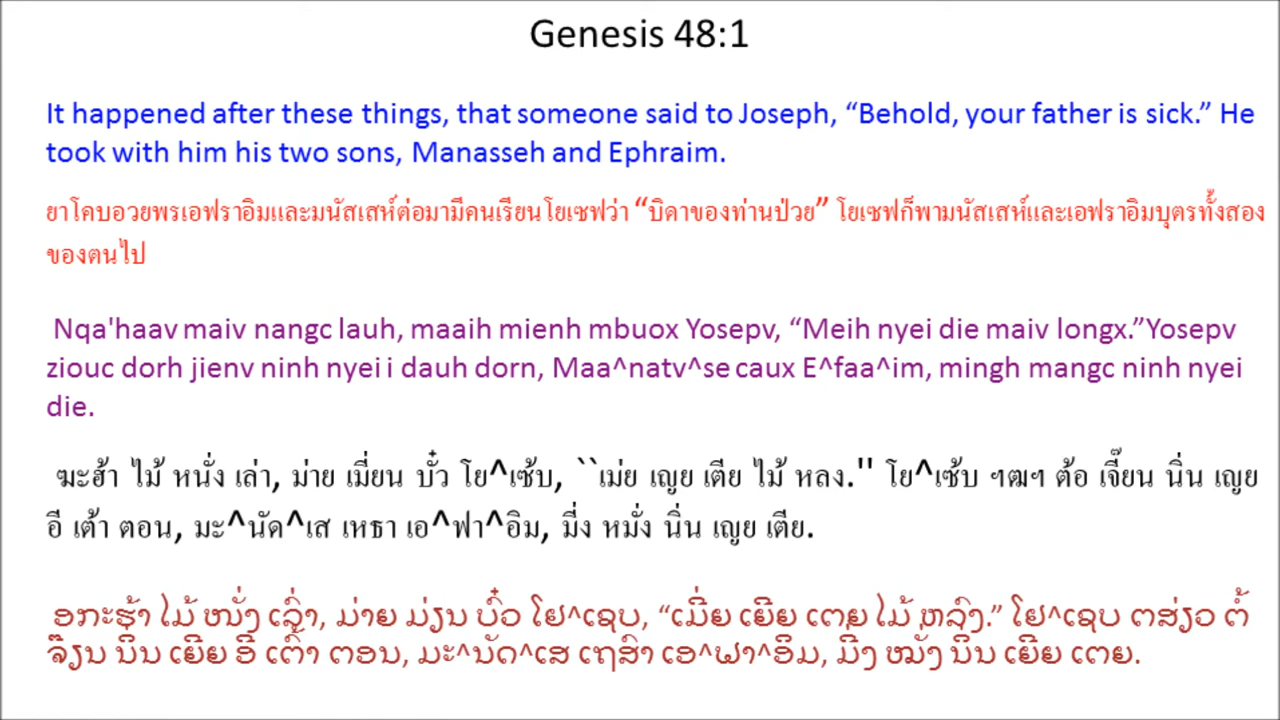 Genesis 48:1
It happened after these things, that someone said to Joseph, “Behold, your father is sick.” He
took with him his two sons, Manasseh and Ephraim.
ยาโคบอวยพรเอฟราอิมและมนัสเสห์ต่อมามีคนเรียนโยเซฟว่า “บิดาของท่านป่วย” โยเซฟก็พามนัสเสห์และเอฟราอิมบุตรทั้งสอง
ของตนไป
Nqa'haav maiv nangc lauh, maaih mienh mbuox Yosepv, “Meih nyei die maiv longx.”Yosepv
ziouc dorh jienv ninh nyei i dauh dorn, Maa^natv^se caux E^faa^im, mingh mangc ninh nyei
die.
ฆะฮ้า ไม้ หนั่ง เล่า, ม่าย เมี่ยน บั๋ว โย^เซ้บ, ``เม่ย เญย เตีย ไม้ หลง.'' โย^เซ้บ ฯฒฯ ต้อ เจี๊ยน นิ่น เญย
อี เต้า ตอน, มะ^นัด^เส เหธา เอ^ฟา^อิม, มี่ง หมั่ง นิ่น เญย เตีย.
ອກະຮ້າ ໄມ້ ໜັ່ງ ເລົ່າ, ມ່າຍ ມ່ຽນ ບົ໋ວ ໂຢ^ເຊບ, “ເມີ່ຍ ເຍີຍ ເຕຍ ໄມ້ ຫລົງ.” ໂຢ^ເຊບ ຕສ່ຽວ ຕໍ້
ຈ໊ຽນ ນິ່ນ ເຍີຍ ອີ ເຕົ້າ ຕອນ, ມະ^ນັດ^ເສ ເຖສົາ ເອ^ຟາ^ອິມ, ມີ່ງ ໝັ່ງ ນິ່ນ ເຍີຍ ເຕຍ.